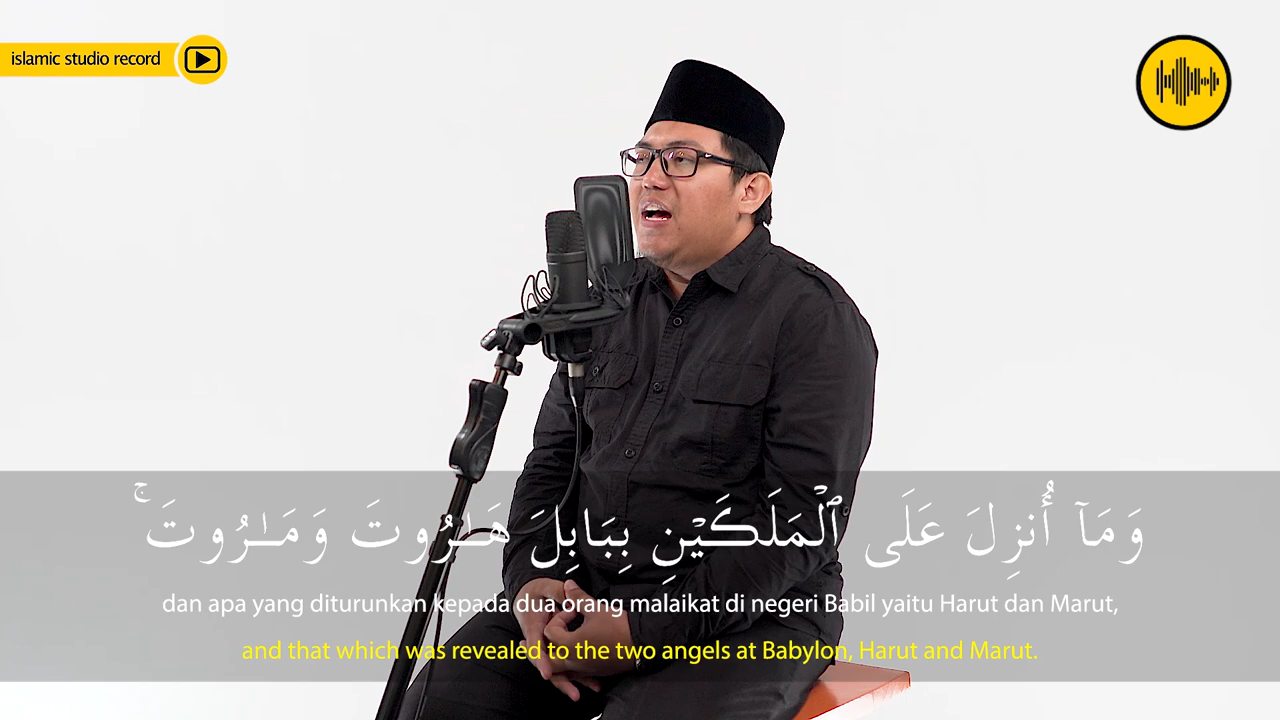 islamic studio record
وَمَآ أُنزِلَ عَلَى ٱلْمَلَكَيْنِ بِبَابِلَ هَـٰرُوتَ وَمَـٰرُوتَ ۚ
dan apa yang diturunkan kepada dua orang malaikat di negeri Babil yaitu Harut dan Marut,
and that which was revealed to the two angels at Babylon, Harut and Marut.